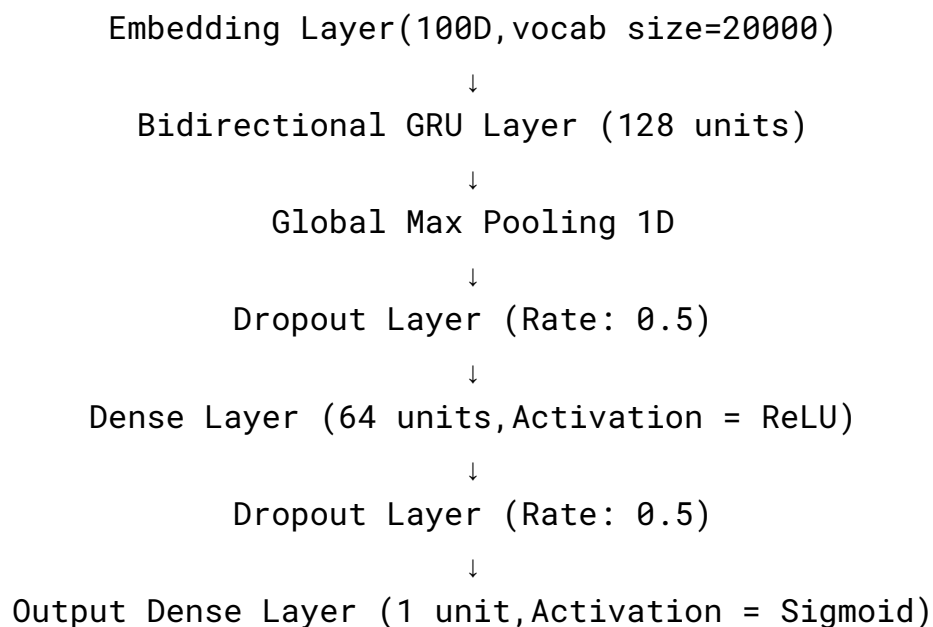 Embedding Layer(100D,vocab size=20000)
↓
Bidirectional GRU Layer (128 units)
↓
Global Max Pooling 1D
↓
Dropout Layer (Rate: 0.5)
↓
Dense Layer (64 units,Activation = ReLU)
↓
Dropout Layer (Rate: 0.5)
↓
Output Dense Layer (1 unit,Activation = Sigmoid)